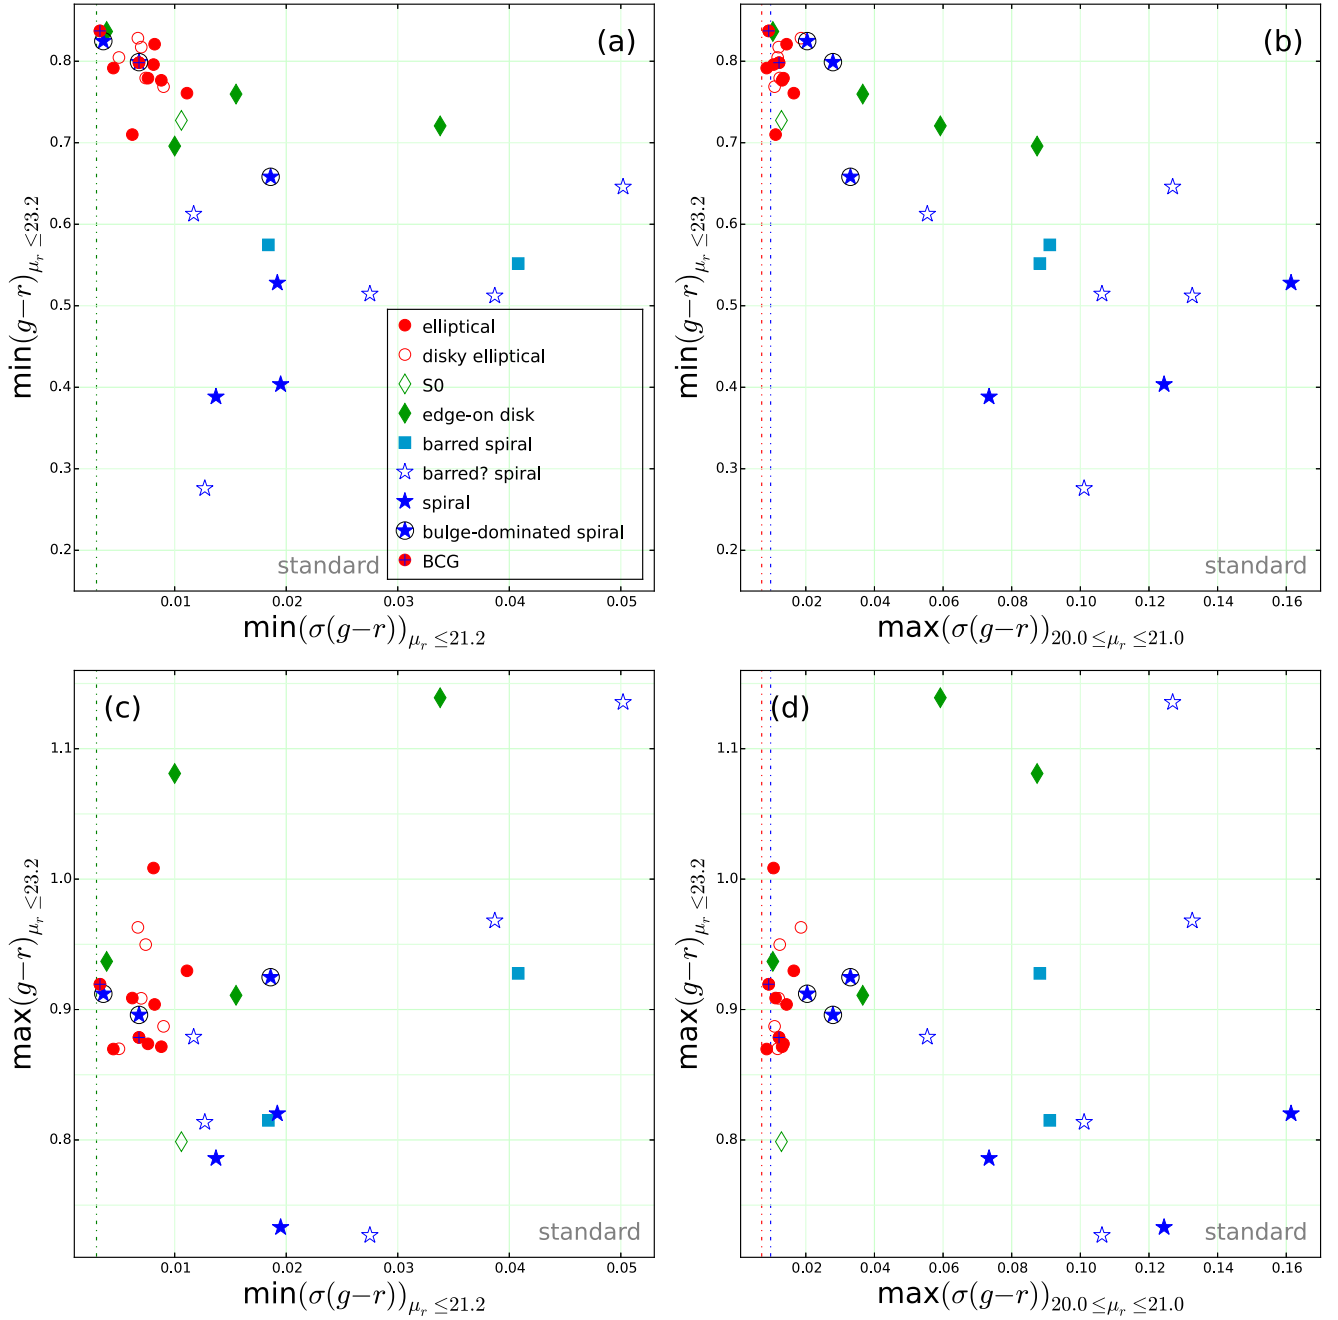 (a)
0.8
0.7
0.6
0.5
0.4
0.3
0.2
min(g−r)μr ≤23.2
elliptical
disky elliptical
S0
edge-on disk
barred spiral
barred? spiral
spiral
bulge-dominated spiral
BCG
standard
0.01 0.02 0.03 0.04 0.05
min(σ(g−r))μr ≤21.2
(b)
0.8
0.7
0.6
0.5
0.4
0.3
0.2
min(g−r)μr ≤23.2
standard
0.02 0.04 0.06 0.08 0.10 0.12 0.14 0.16
max(σ(g−r))20.0 ≤μr ≤21.0
(c)
1.1
1.0
0.9
0.8
max(g−r)μr ≤23.2
standard
0.01 0.02 0.03 0.04 0.05
min(σ(g−r))μr ≤21.2
(d)
1.1
1.0
0.9
0.8
max(g−r)μr ≤23.2
standard
0.02 0.04 0.06 0.08 0.10 0.12 0.14 0.16
max(σ(g−r))20.0 ≤μr ≤21.0